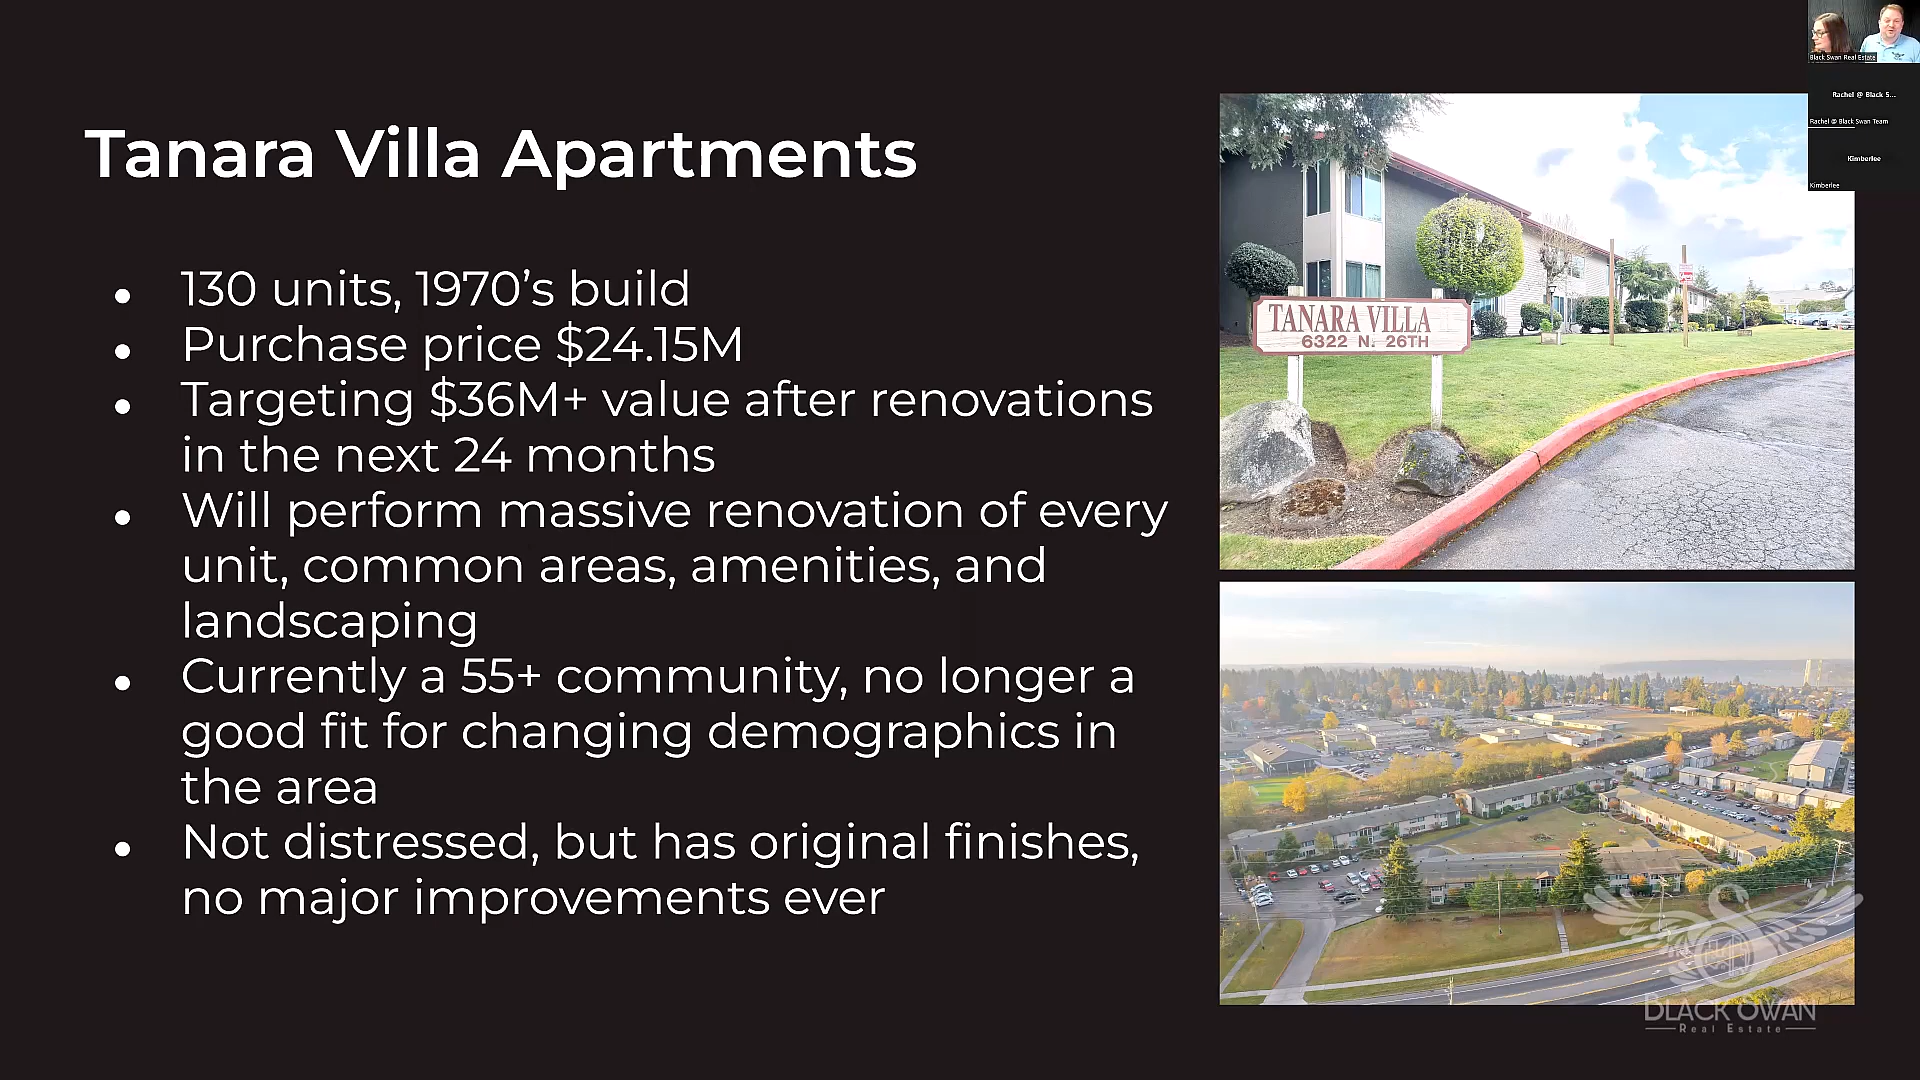 Tanara Villa Apartments
● 130 units, 1970’s build
● Purchase price $24.15M
● Targeting $36M+ value after renovations
in the next 24 months
● Will perform massive renovation of every
unit, common areas, amenities, and
landscaping
● Currently a 55+ community, no longer a
good fit for changing demographics in
the area
● Not distressed, but has original finishes,
no major improvements ever
TANARA VILLA
6322 N. 26TH
Black Swan Real Estate
Rachel @ Black S...
Rachel @ Black Swan Team
Kimberlee
Kimberlee
BLACK SWAN
Real Estate